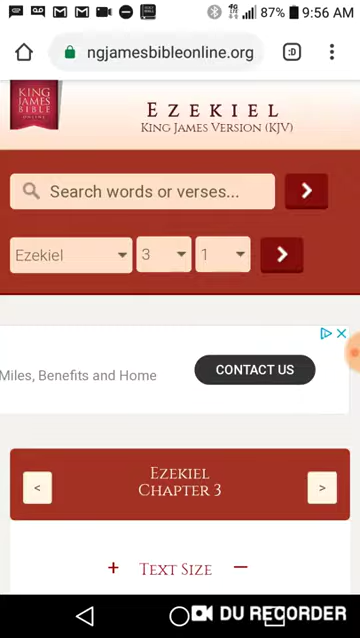 87% 9:56 AM
ngjamesbibleonline.org :D
KING
JAMES
BIBLE
ONLINE
EZEKIEL
KING JAMES VERSION (KJV)
Search words or verses...
Ezekiel 3 1
Miles, Benefits and Home
CONTACT US
EZEKIEL
CHAPTER 3
< >
+ TEXT SIZE –
DU RECORDER